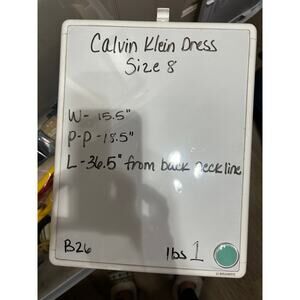 Calvin Klein Dress
Size 8
W- 15.5"
P-P -18.5"
L -36.5" from back neckline
B26
lbs 1